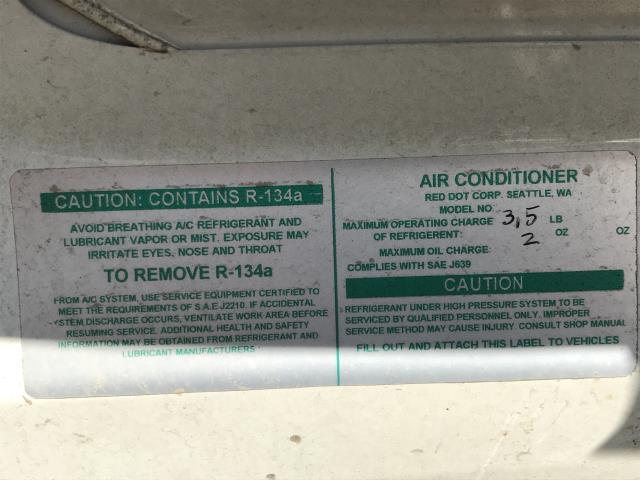 CAUTION: CONTAINS R-134a
AVOID BREATHING A/C REFRIGERANT AND
LUBRICANT VAPOR OR MIST. EXPOSURE MAY
IRRITATE EYES, NOSE AND THROAT
TO REMOVE R-134a
FROM A/C SYSTEM, USE SERVICE EQUIPMENT CERTIFIED TO
MEET THE REQUIREMENTS OF S.A.E.J2210. IF ACCIDENTAL
SYSTEM DISCHARGE OCCURS, VENTILATE WORK AREA BEFORE
RESUMING SERVICE. ADDITIONAL HEALTH AND SAFETY
INFORMATION MAY BE OBTAINED FROM REFRIGERANT AND
LUBRICANT MANUFACTURERS
AIR CONDITIONER
RED DOT CORP. SEATTLE, WA
MODEL NO.
MAXIMUM OPERATING CHARGE 3,5 LB
OF REFRIGERENT: 2 OZ OZ
MAXIMUM OIL CHARGE:
COMPLIES WITH SAE J639
CAUTION
REFRIGERANT UNDER HIGH PRESSURE SYSTEM TO BE
SERVICED BY QUALIFIED PERSONNEL ONLY. IMPROPER
SERVICE METHOD MAY CAUSE INJURY. CONSULT SHOP MANUAL
FILL OUT AND ATTACH THIS LABEL TO VEHICLES